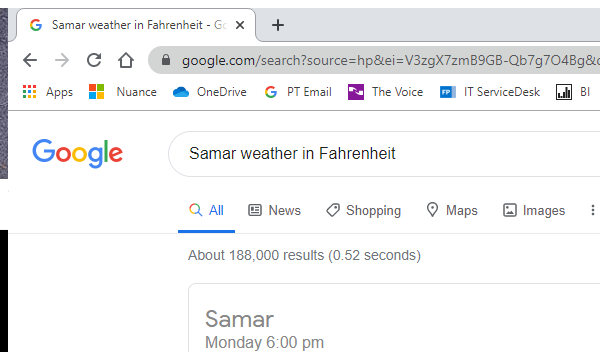 Samar weather in Fahrenheit - Go
google.com/search?source=hp&ei=V3zgX7zmB9GB-Qb7g7O4Bg&
Apps Nuance OneDrive G PT Email The Voice FP IT ServiceDesk BI
Google Samar weather in Fahrenheit
All News Shopping Maps Images
About 188,000 results (0.52 seconds)
Samar
Monday 6:00 pm